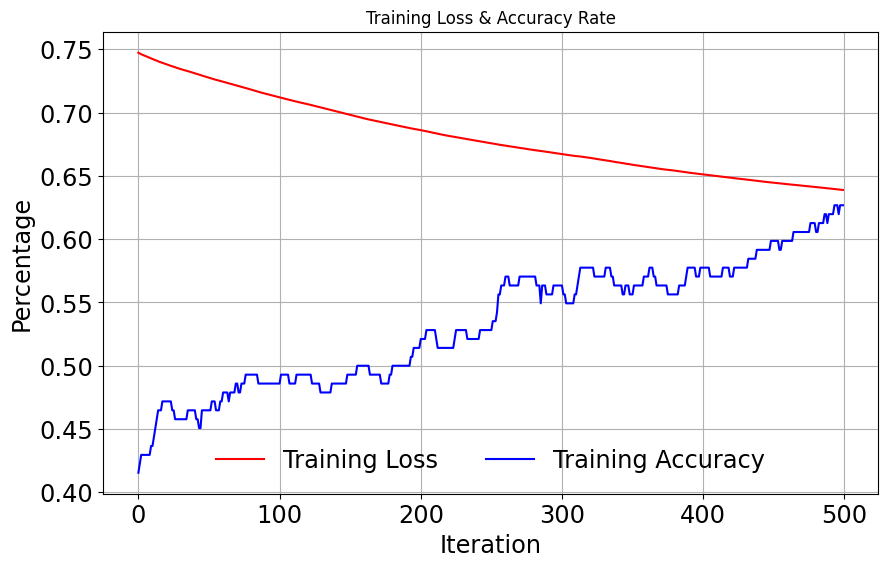 Training Loss & Accuracy Rate
Percentage
0.75
0.70
0.65
0.60
0.55
0.50
0.45
0.40
Training Loss Training Accuracy
0 100 200 300 400 500
Iteration